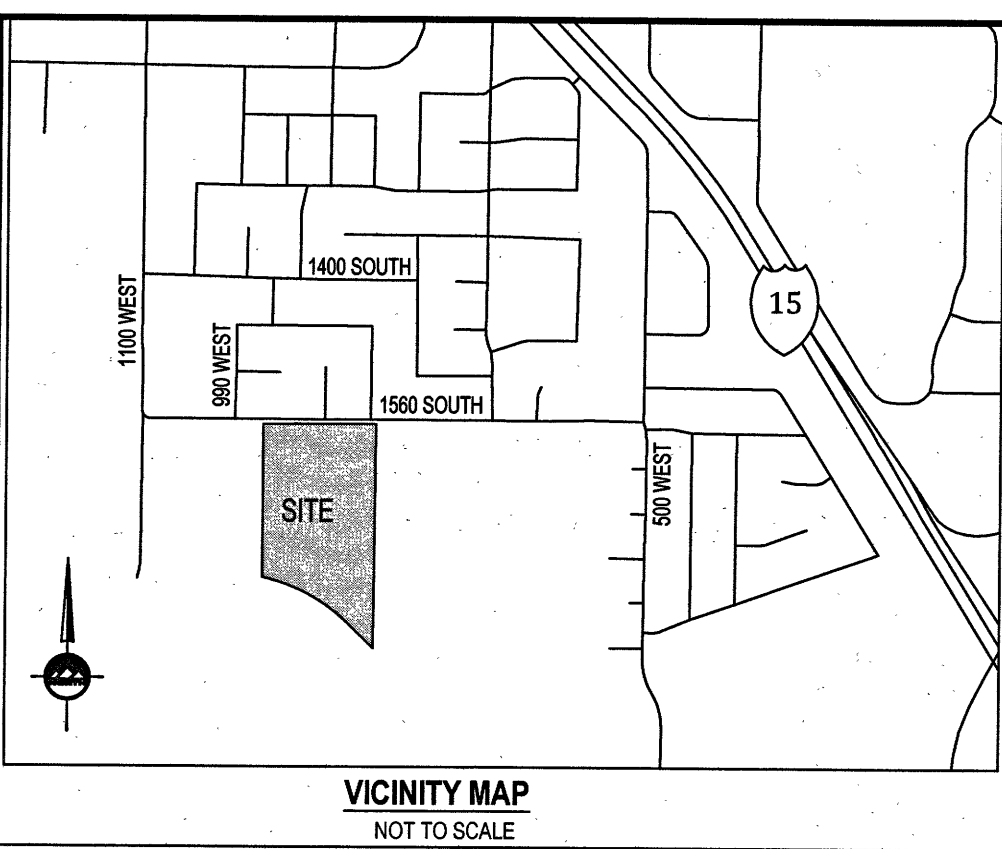 15
1400 SOUTH
1100 WEST
990 WEST
1560 SOUTH
500 WEST
SITE
VICINITY MAP
NOT TO SCALE